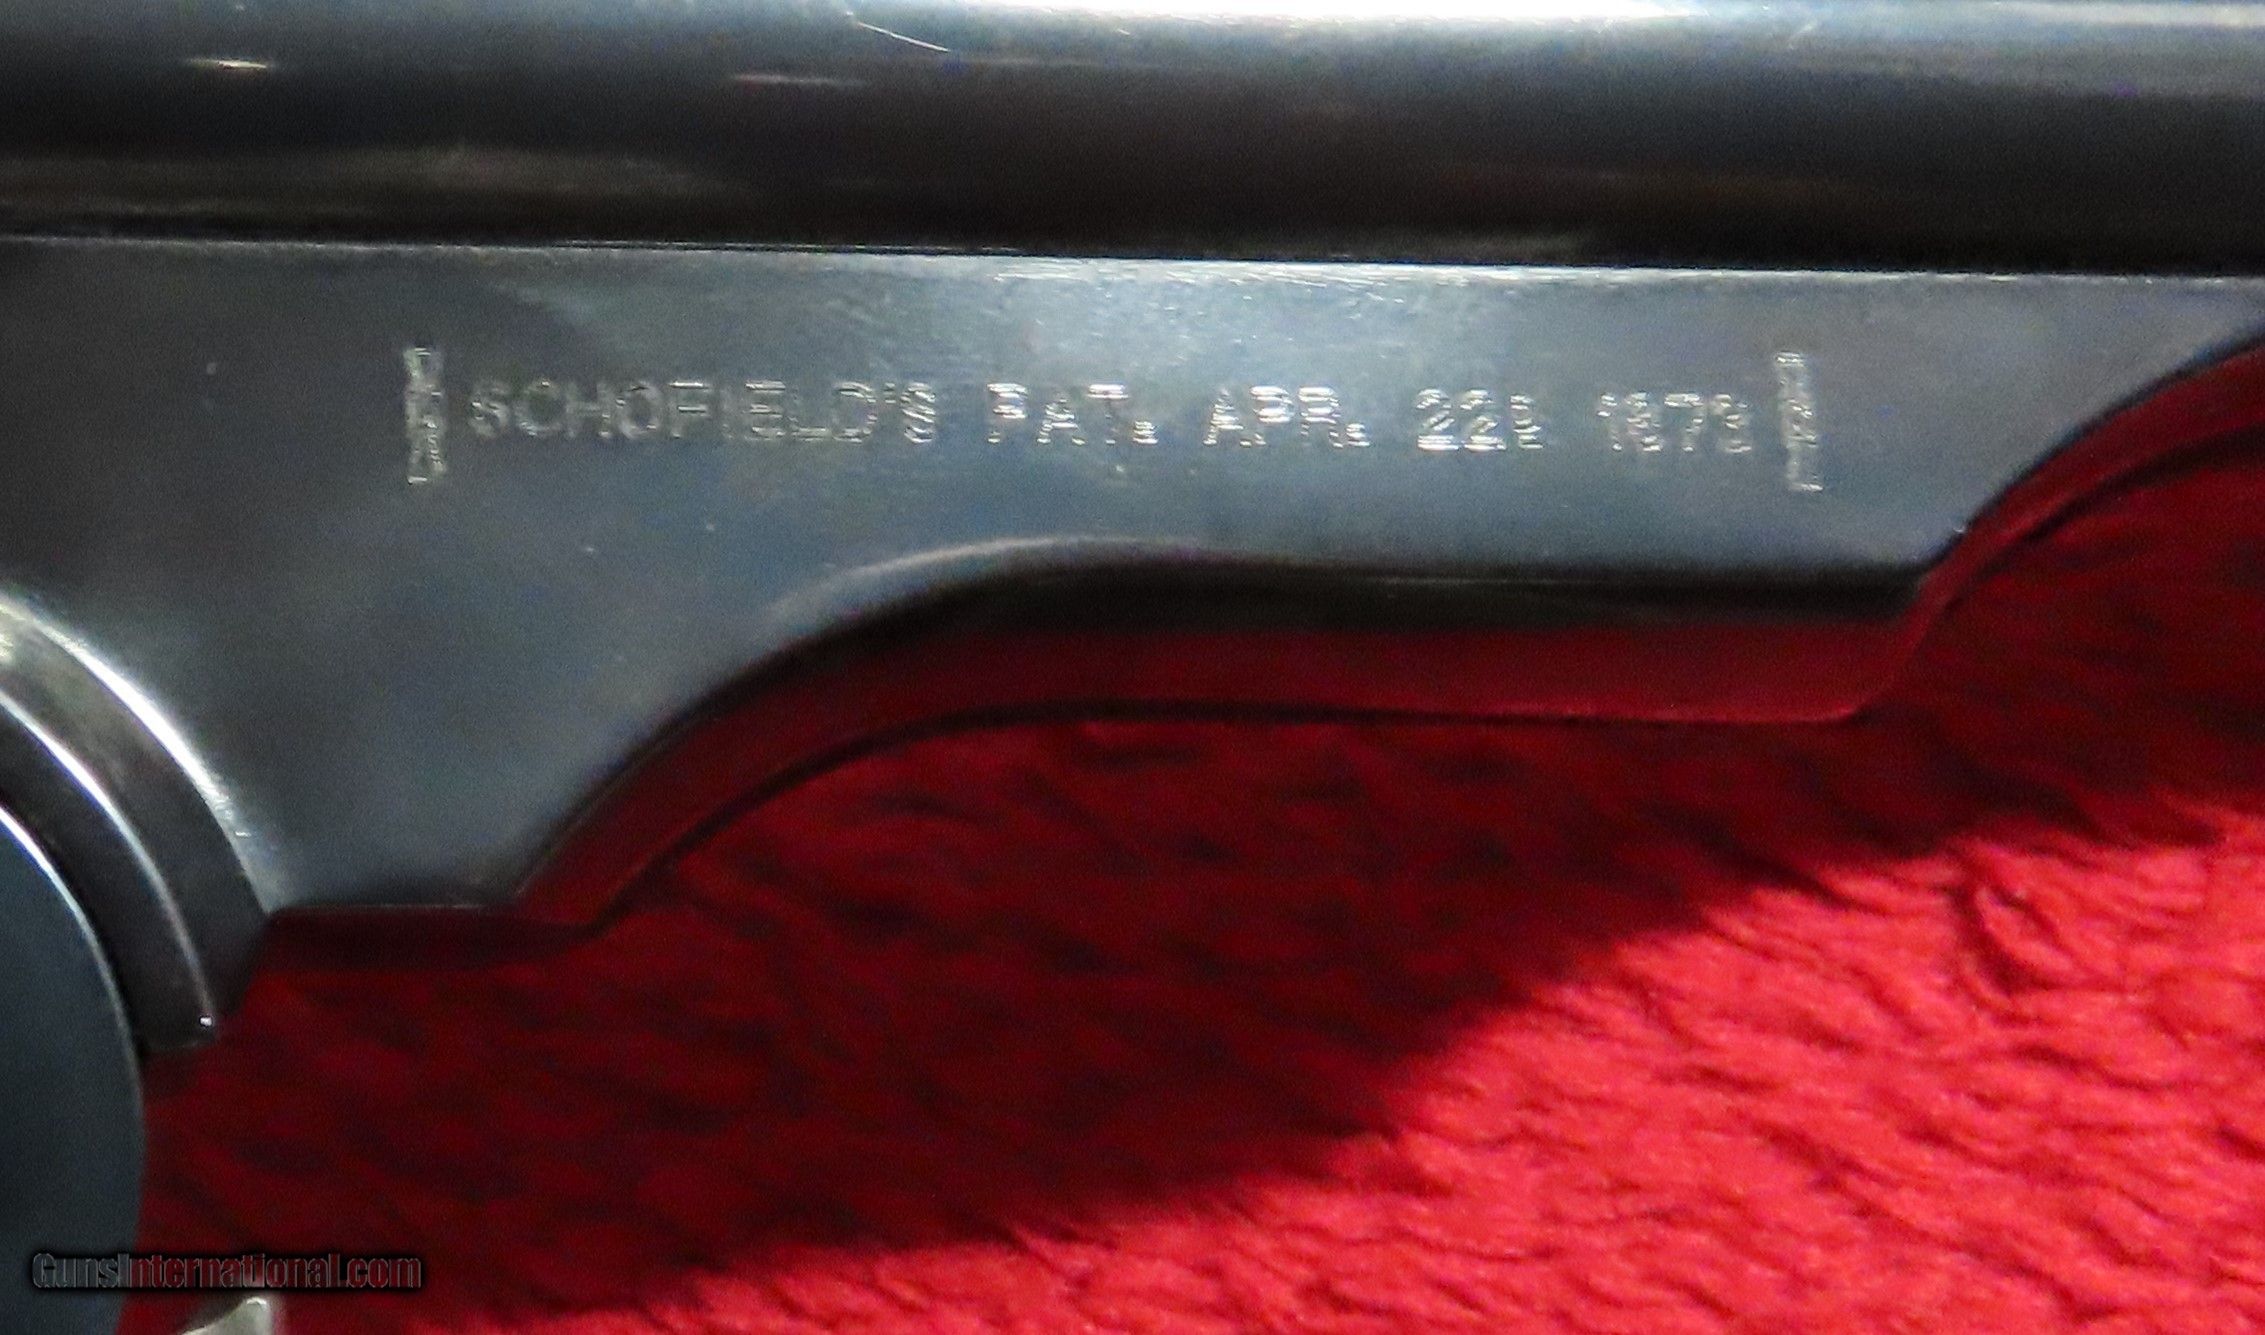 SCHOFIELD'S PAT. APR. 22D 1873
GunsInternational.com